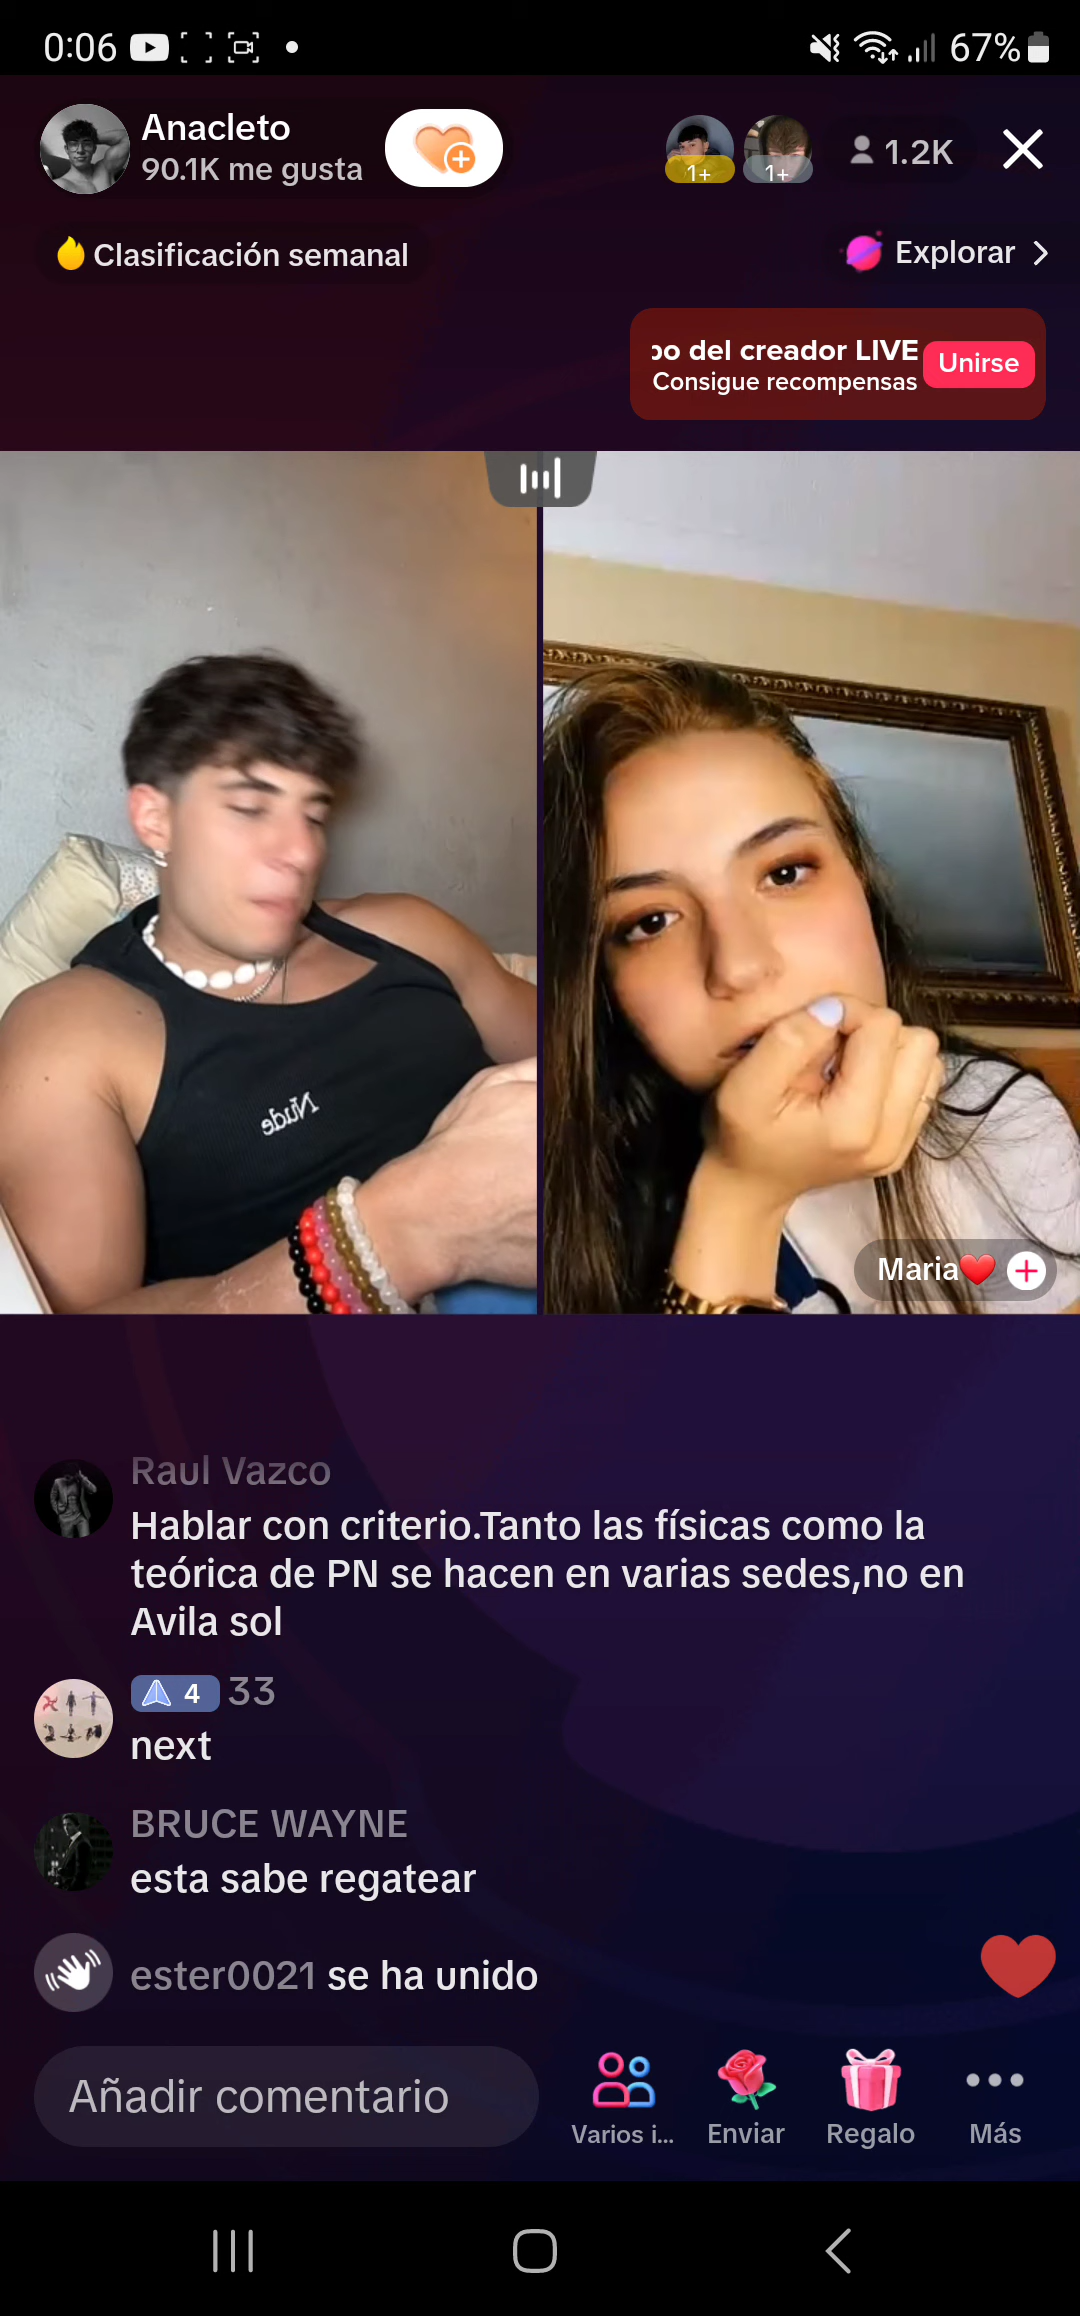 0:06
67%
Anacleto
90.1K me gusta
1+
1+
1.2K
Clasificación semanal
Explorar
po del creador LIVE
Consigue recompensas
Unirse
Nude
Maria❤️
Raul Vazco
Hablar con criterio.Tanto las físicas como la
teórica de PN se hacen en varias sedes,no en
Avila sol
4 33
next
BRUCE WAYNE
esta sabe regatear
ester0021 se ha unido
Añadir comentario
Varios i...
Enviar
Regalo
Más